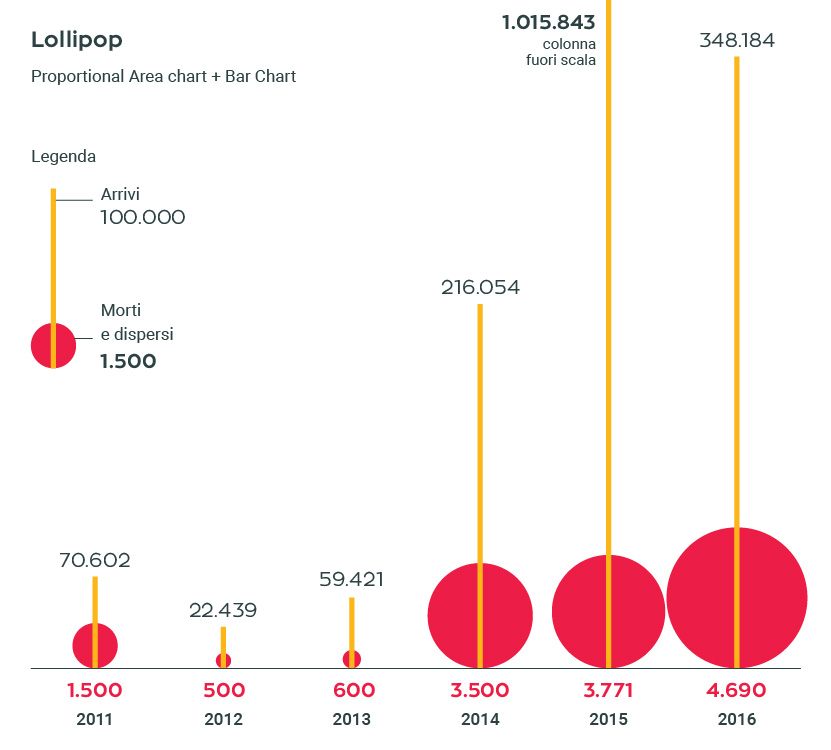 Lollipop
Proportional Area chart + Bar Chart
Legenda
Arrivi
100.000
Morti
e dispersi
1.500
1.015.843
colonna
fuori scala
348.184
216.054
70.602
22.439
59.421
1.500
500
600
3.500
3.771
4.690
2011
2012
2013
2014
2015
2016